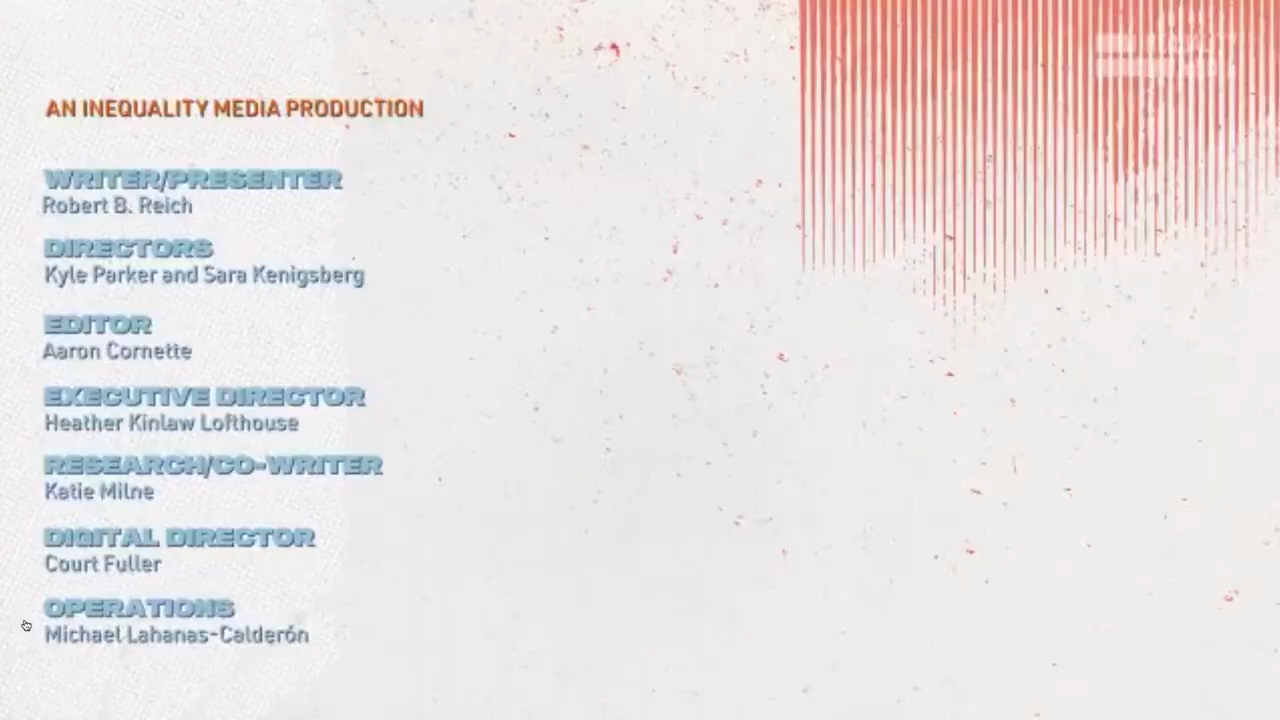 AN INEQUALITY MEDIA PRODUCTION
WRITER/PRESENTER
Robert B. Reich
DIRECTORS
Kyle Parker and Sara Kenigsberg
EDITOR
Aaron Cornette
EXECUTIVE DIRECTOR
Heather Kinlaw Lofthouse
RESEARCH/CO-WRITER
Katie Milne
DIGITAL DIRECTOR
Court Fuller
OPERATIONS
Michael Lahanas-Calderón